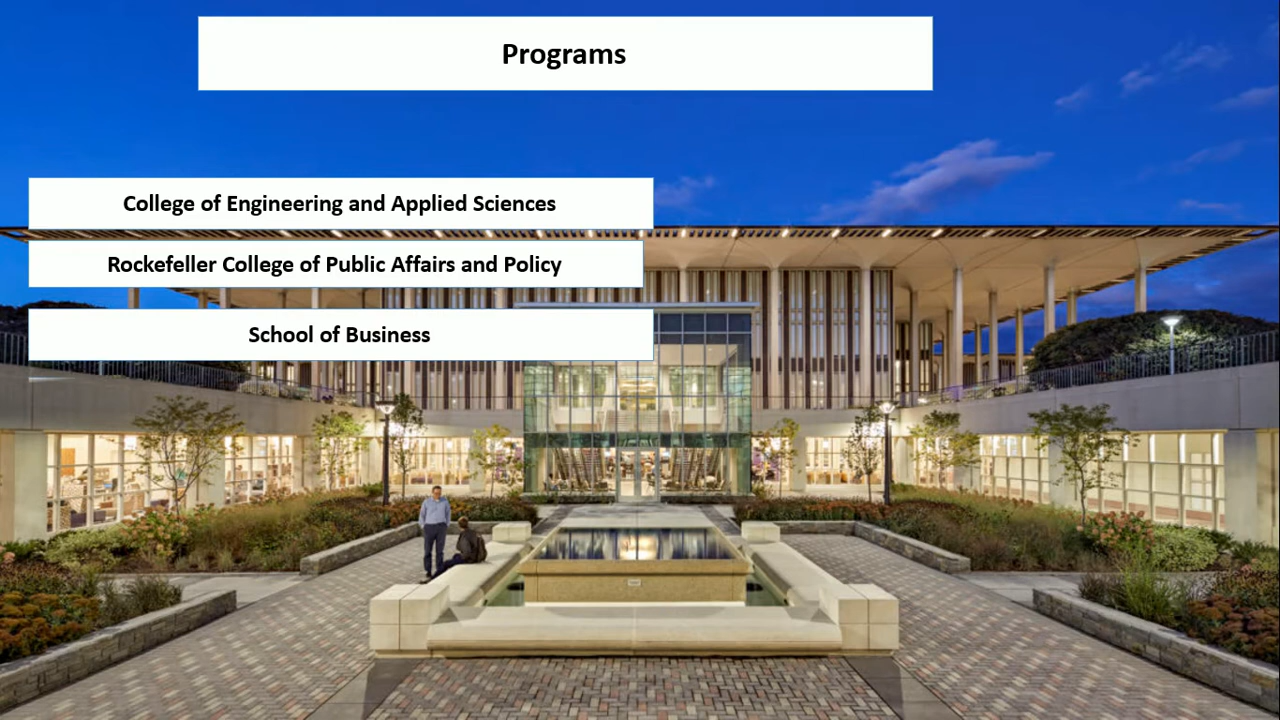 Programs
College of Engineering and Applied Sciences
Rockefeller College of Public Affairs and Policy
School of Business